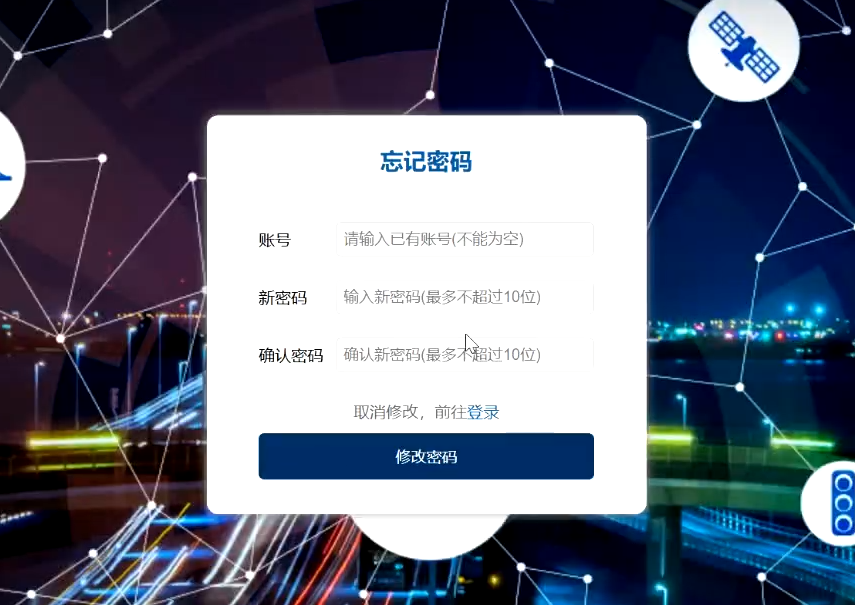 忘记密码
账号 请输入已有账号(不能为空)
新密码 输入新密码(最多不超过10位)
确认密码 确认新密码(最多不超过10位)
取消修改，前往登录
修改密码